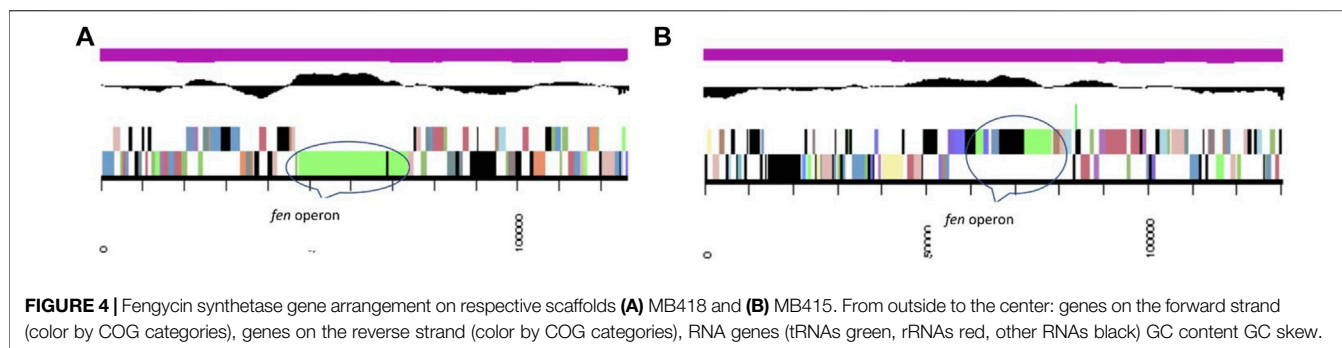 A
B
fen operon
fen operon
0
100000
0
50000
100000
FIGURE 4 | Fengycin synthetase gene arrangement on respective scaffolds (A) MB418 and (B) MB415. From outside to the center: genes on the forward strand
(color by COG categories), genes on the reverse strand (color by COG categories), RNA genes (tRNAs green, rRNAs red, other RNAs black) GC content GC skew.